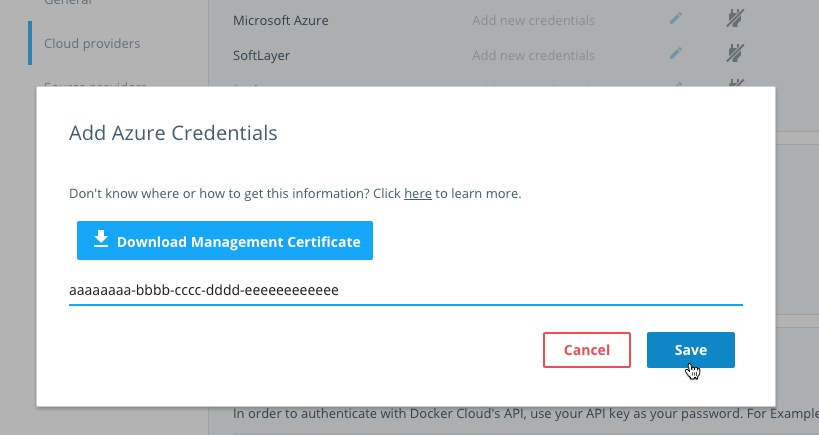 General
Cloud providers
Microsoft Azure Add new credentials
SoftLayer Add new credentials
Add Azure Credentials
Don't know where or how to get this information? Click here to learn more.
Download Management Certificate
aaaaaaaa-bbbb-cccc-dddd-eeeeeeeeeeee
Cancel Save
In order to authenticate with Docker Cloud's API, use your API key as your password. For Example